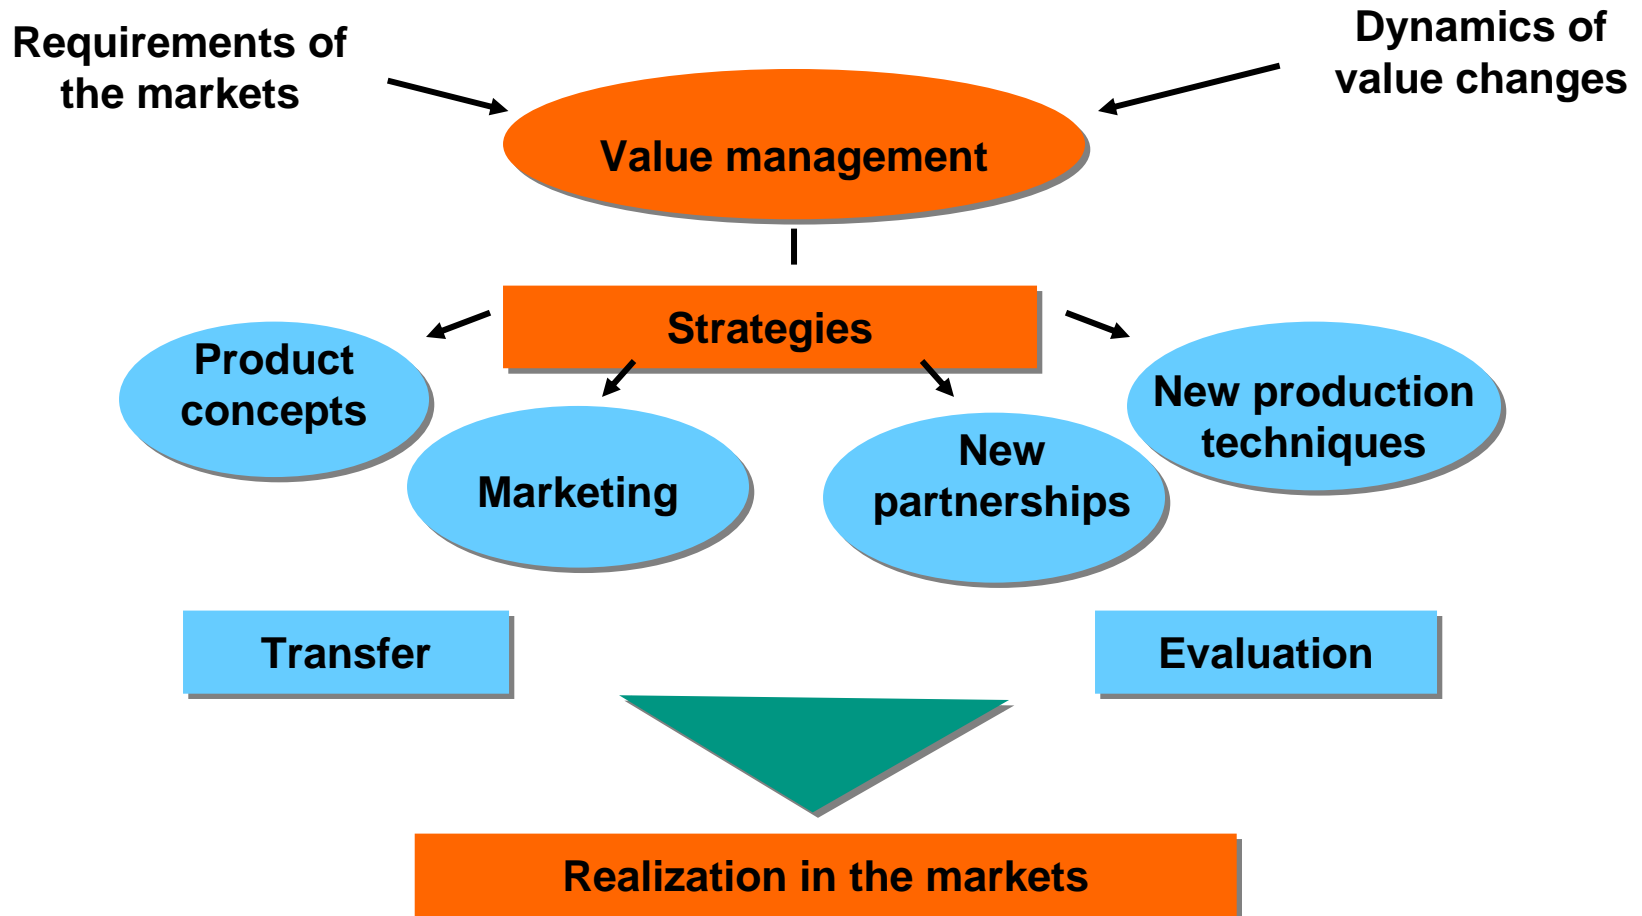 Requirements of
the markets
Dynamics of
value changes
Value management
Strategies
Product
concepts
Marketing
New
partnerships
New production
techniques
Transfer
Evaluation
Realization in the markets